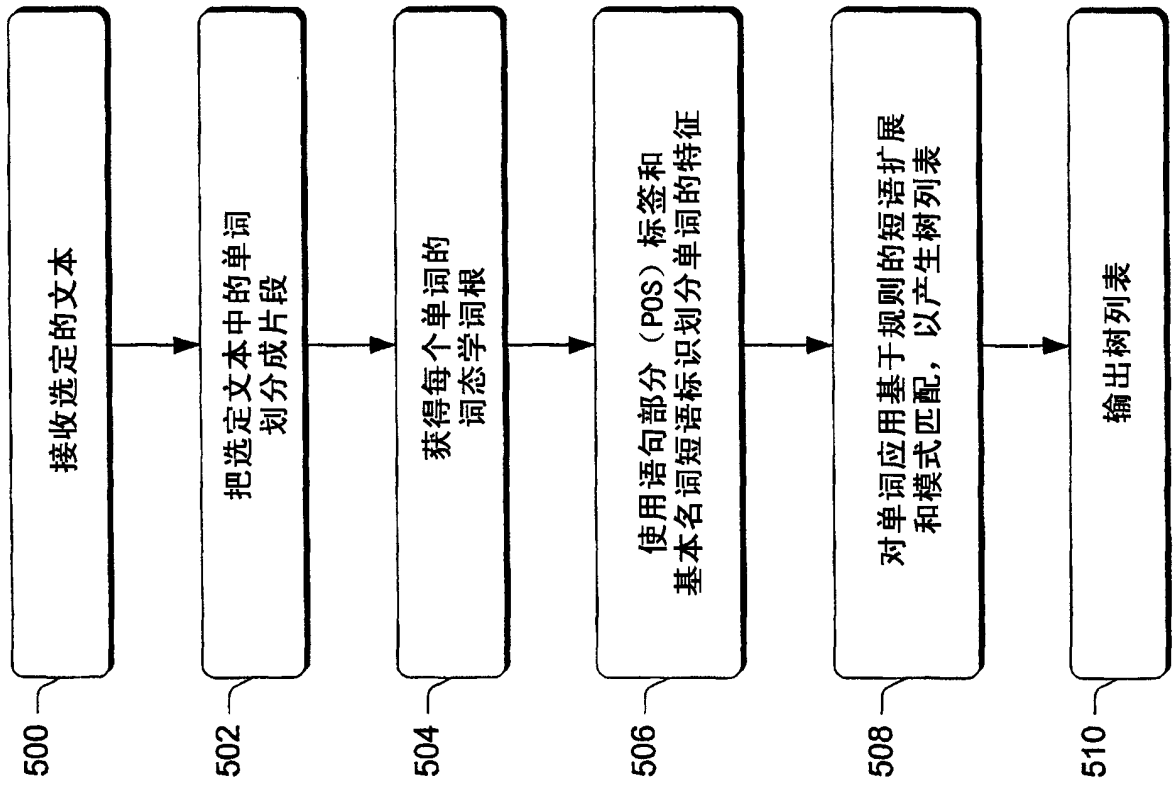 500
接收选定的文本
502
把选定文本中的单词
划分成片段
504
获得每个单词的
词态学词根
506
使用语句部分（POS）标签和
基本名词短语标识划分单词的特征
508
对单词应用基于规则的短语扩展
和模式匹配，以产生树列表
510
输出树列表